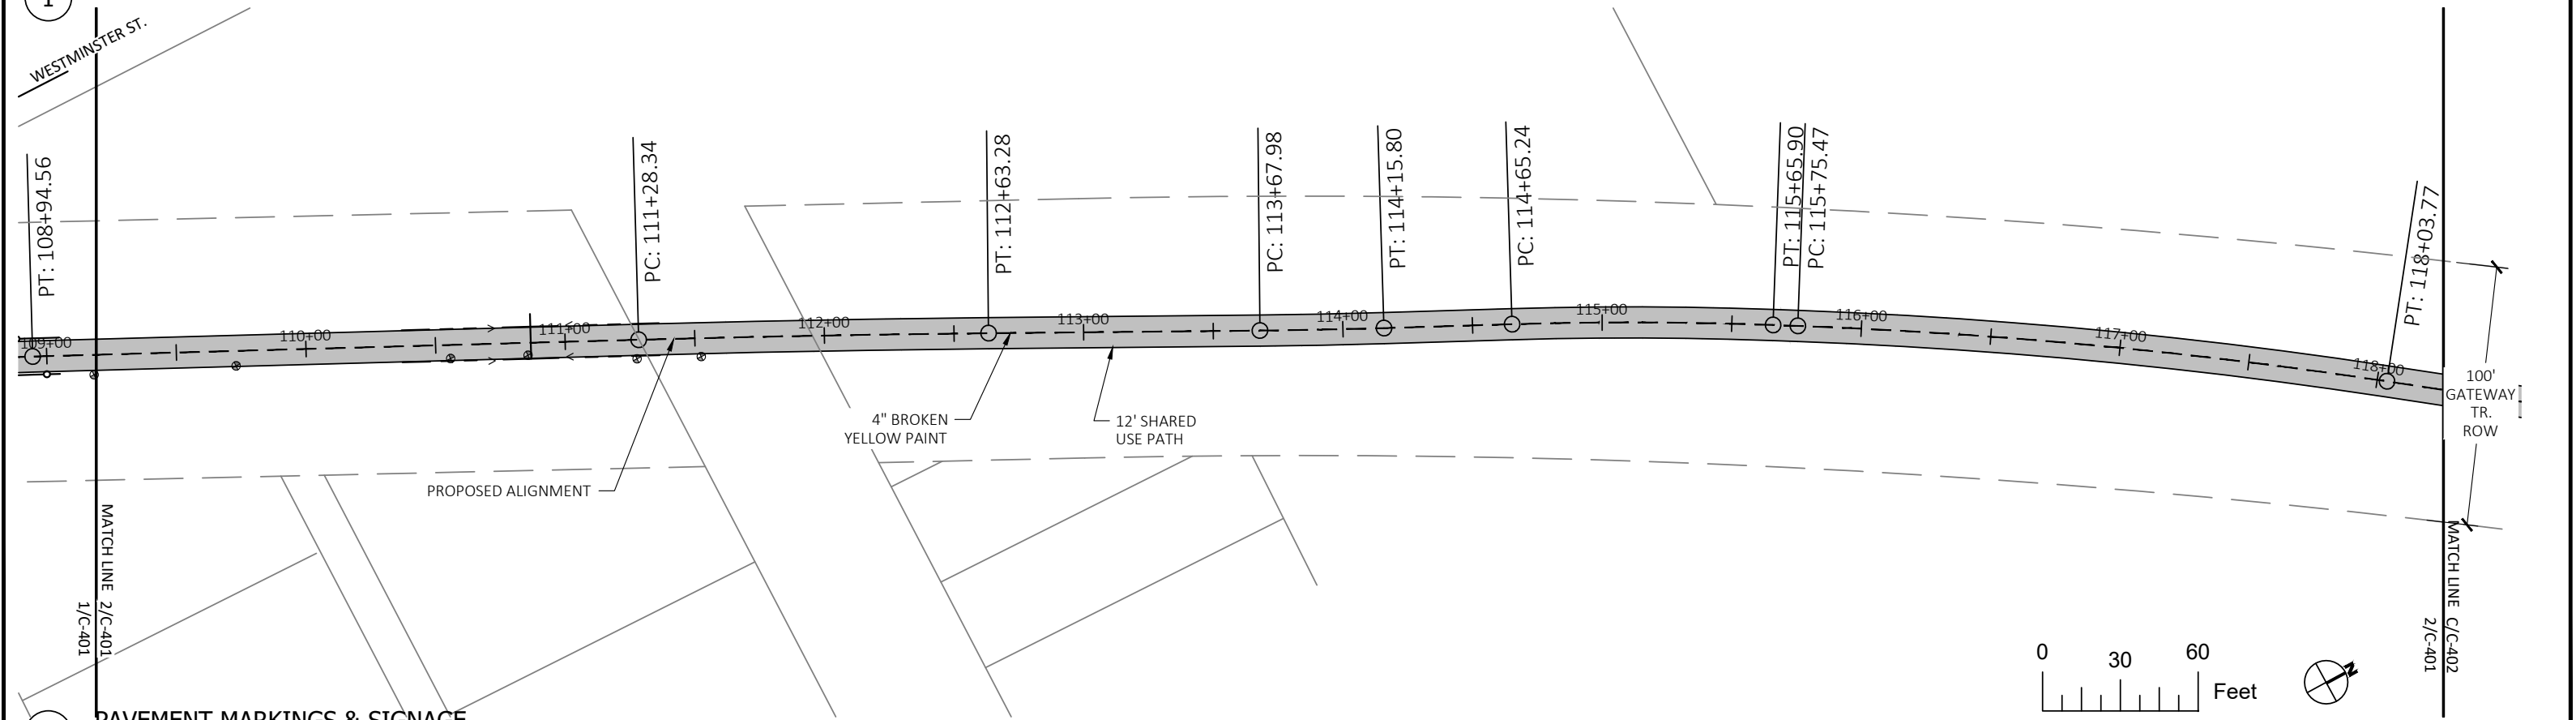 1
WESTMINSTER ST.
PT: 108+94.56
PC: 111+28.34
PT: 112+63.28
PC: 113+67.98
PT: 114+15.80
PC: 114+65.24
PT: 115+65.90
PC: 115+75.47
PT: 118+03.77
109+00
110+00
111+00
112+00
113+00
114+00
115+00
116+00
117+00
118+00
4" BROKEN
YELLOW PAINT
12' SHARED
USE PATH
PROPOSED ALIGNMENT
100'
GATEWAY
TR.
ROW
MATCH LINE 2/C-401
1/C-401
MATCH LINE C/C-402
2/C-401
0 30 60
Feet
N
PAVEMENT MARKINGS & SIGNAGE